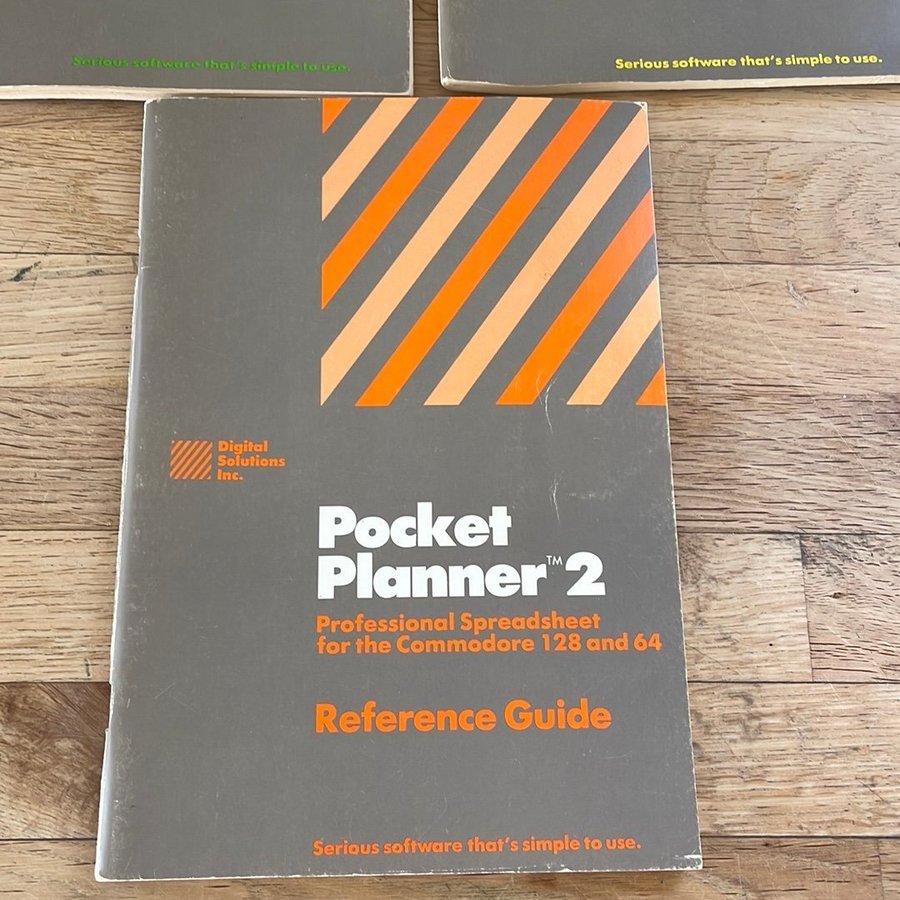 Serious software that's simple to use.
Serious software that's simple to use.
Digital
Solutions
Inc.
Pocket
Planner™ 2
Professional Spreadsheet
for the Commodore 128 and 64
Reference Guide
Serious software that's simple to use.